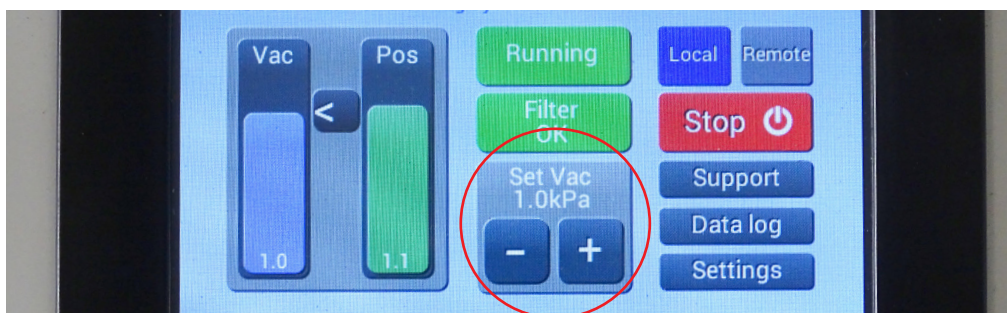 Vac
Pos
<
1.0
1.1
Running
Filter
OK
Set Vac
1.0kPa
- +
Local
Remote
Stop
Support
Data log
Settings